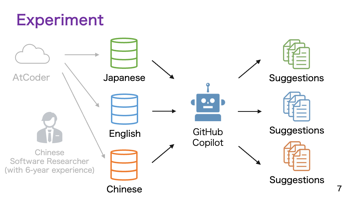 Experiment
AtCoder
Japanese
Suggestions
English
GitHub
Copilot
Suggestions
Chinese
Software Researcher
(with 6-year experience)
Chinese
Suggestions
7